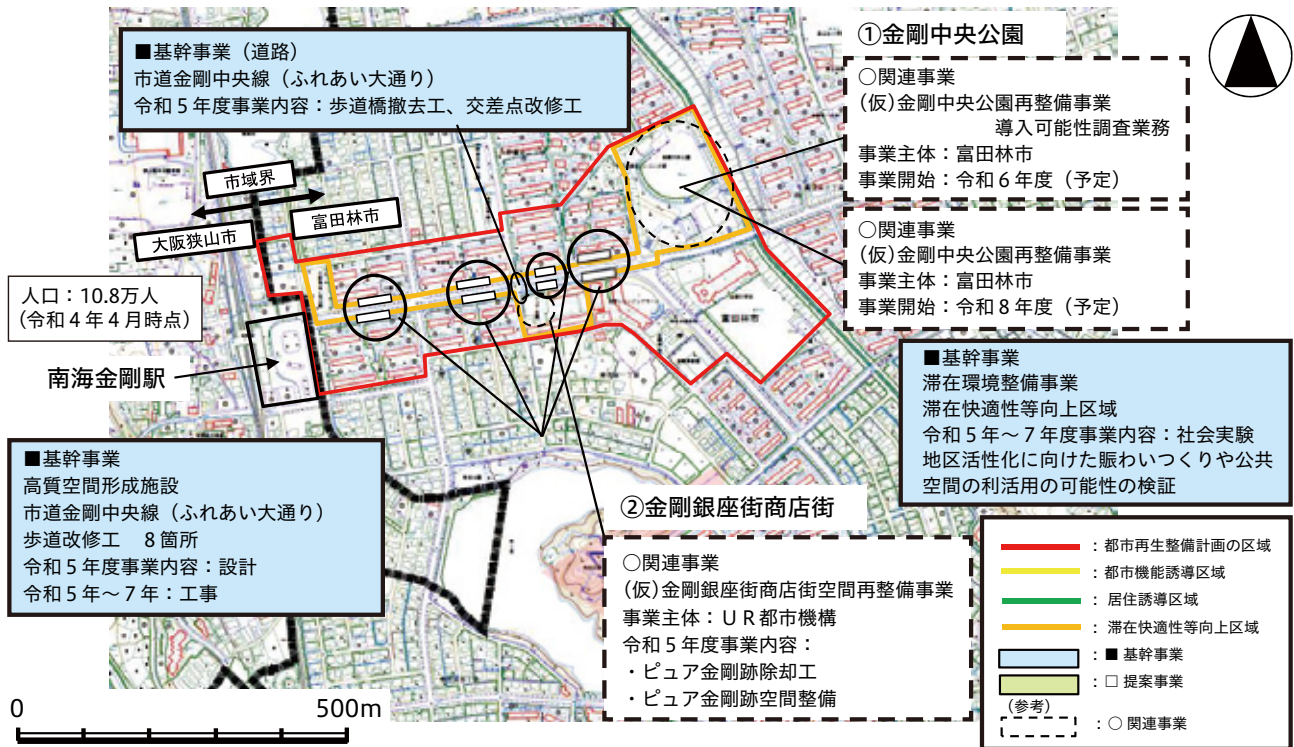 ■基幹事業（道路）
市道金剛中央線（ふれあい大通り）
令和５年度事業内容：歩道橋撤去工、交差点改修工
①金剛中央公園
○関連事業
(仮)金剛中央公園再整備事業
導入可能性調査業務
事業主体：富田林市
事業開始：令和６年度（予定）
○関連事業
(仮)金剛中央公園再整備事業
事業主体：富田林市
事業開始：令和８年度（予定）
市域界
富田林市
大阪狭山市
人口：10.8万人
（令和４年４月時点）
南海金剛駅
富田林市
■基幹事業
滞在環境整備事業
滞在快適性等向上区域
令和５年～７年度事業内容：社会実験
地区活性化に向けた賑わいつくりや公共
空間の利活用の可能性の検証
■基幹事業
高質空間形成施設
市道金剛中央線（ふれあい大通り）
歩道改修工　８箇所
令和５年度事業内容：設計
令和５年～７年：工事
②金剛銀座街商店街
○関連事業
(仮)金剛銀座街商店街空間再整備事業
事業主体：ＵＲ都市機構
令和５年度事業内容：
・ピュア金剛跡除却工
・ピュア金剛跡空間整備
：都市再生整備計画の区域
：都市機能誘導区域
：居住誘導区域
：滞在快適性等向上区域
：■ 基幹事業
：□ 提案事業
(参考)
：○ 関連事業
0 500m